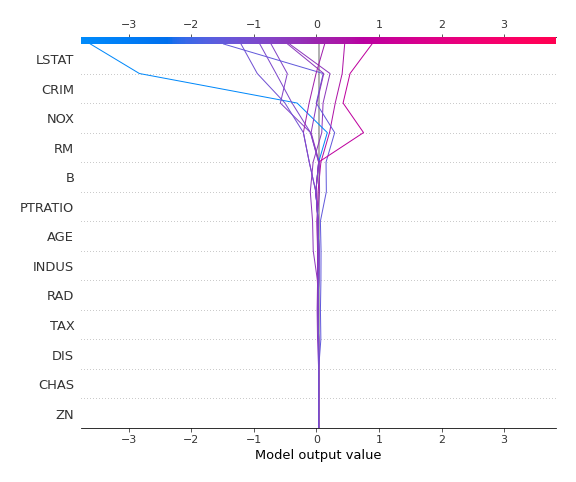 −3 −2 −1 0 1 2 3
LSTAT
CRIM
NOX
RM
B
PTRATIO
AGE
INDUS
RAD
TAX
DIS
CHAS
ZN
−3 −2 −1 0 1 2 3
Model output value